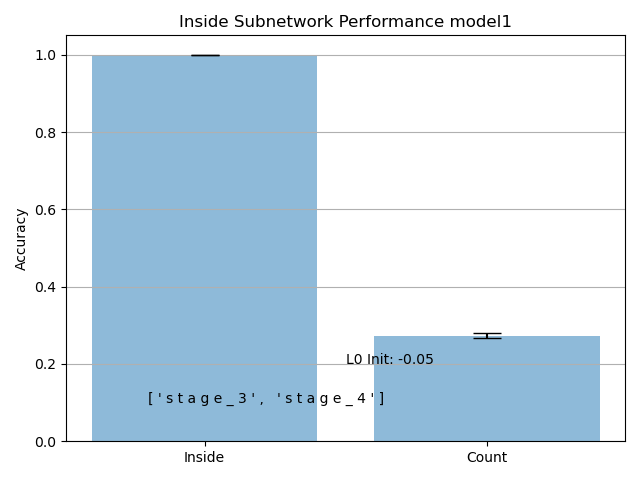 Inside Subnetwork Performance model1
Accuracy
1.0
0.8
0.6
0.4
0.2
0.0
L0 Init: -0.05
['stage_3', 'stage_4']
Inside
Count